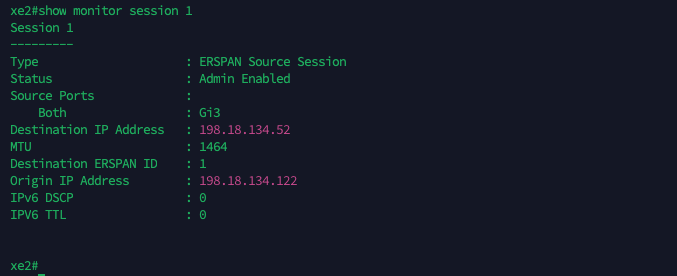 xe2#show monitor session 1
Session 1
---------
Type                   : ERSPAN Source Session
Status                 : Admin Enabled
Source Ports           :
    Both               : Gi3
Destination IP Address : 198.18.134.52
MTU                    : 1464
Destination ERSPAN ID  : 1
Origin IP Address      : 198.18.134.122
IPv6 DSCP              : 0
IPV6 TTL               : 0
xe2#